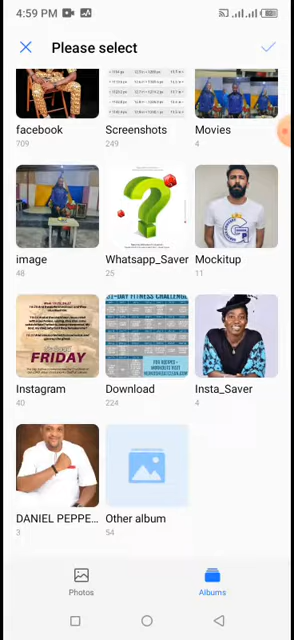 4:59 PM
Please select
facebook
Screenshots
Movies
709
249
4
image
Whatsapp_Saver
Mockitup
48
25
11
FRIDAY
31-DAY FITNESS CHALLENGE
Instagram
Download
Insta_Saver
40
224
4
DANIEL PEPPE...
Other album
3
54
Photos
Albums